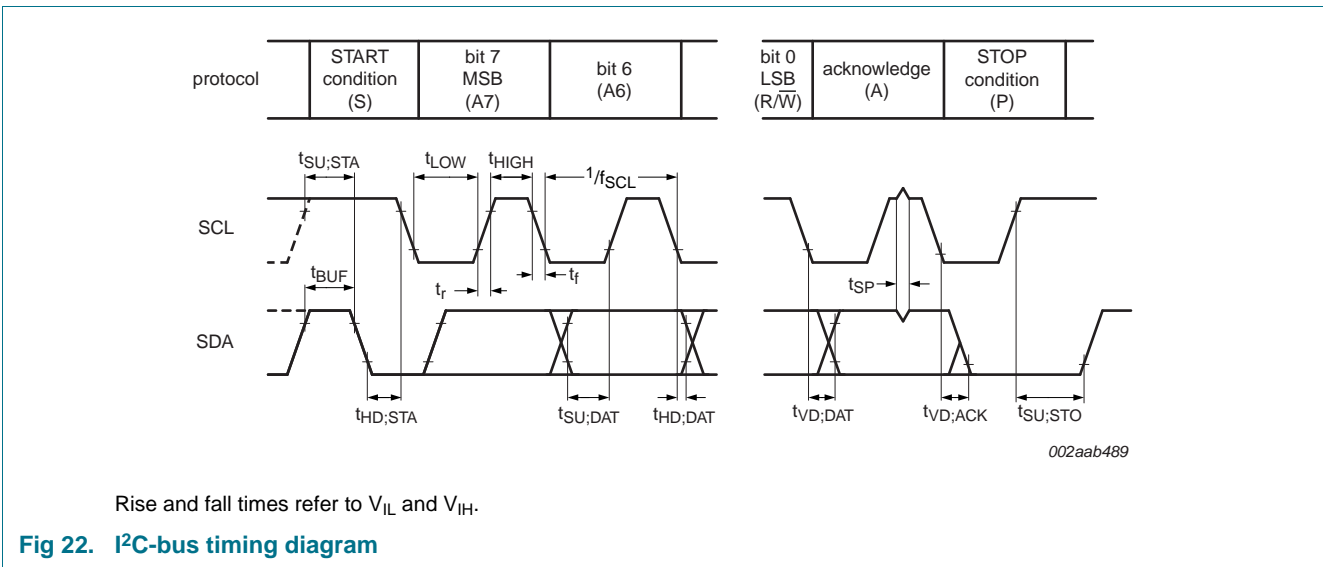 protocol
START
condition
(S)
bit 7
MSB
(A7)
bit 6
(A6)
bit 0
LSB
(R/W̅)
acknowledge
(A)
STOP
condition
(P)
tSU;STA
tLOW
tHIGH
1/fSCL
SCL
tBUF
tr
tf
tSP
SDA
tHD;STA
tSU;DAT
tHD;DAT
tVD;DAT
tVD;ACK
tSU;STO
002aab489
Rise and fall times refer to VIL and VIH.
Fig 22. I²C-bus timing diagram